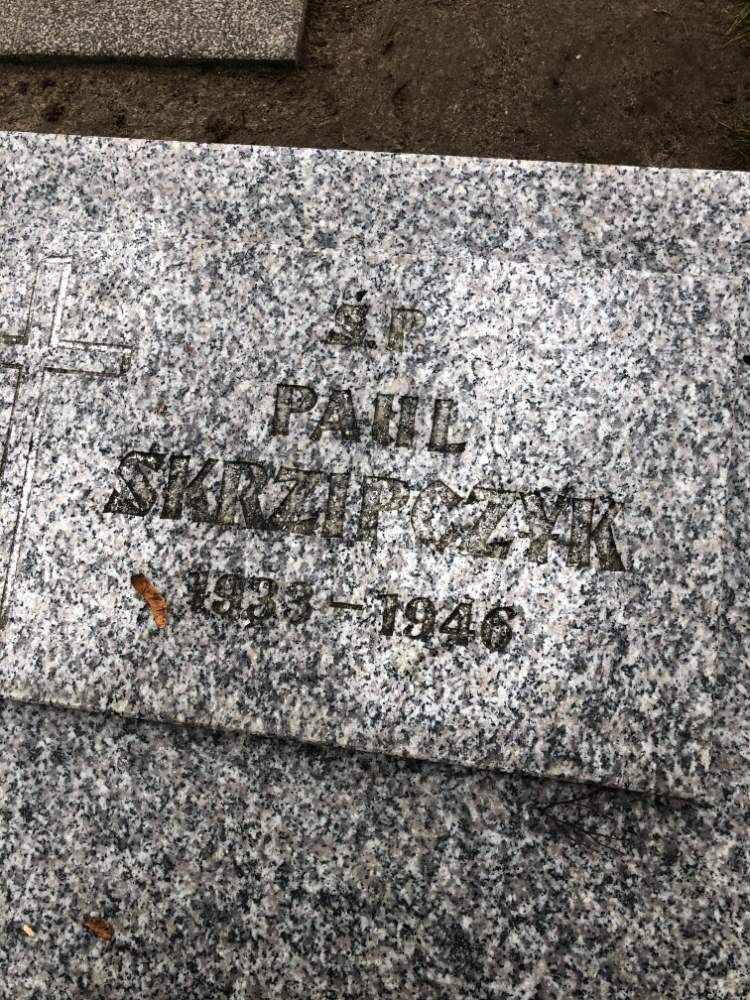 Ś.P
PAUL
SKRZIPCZYK
1933 – 1946